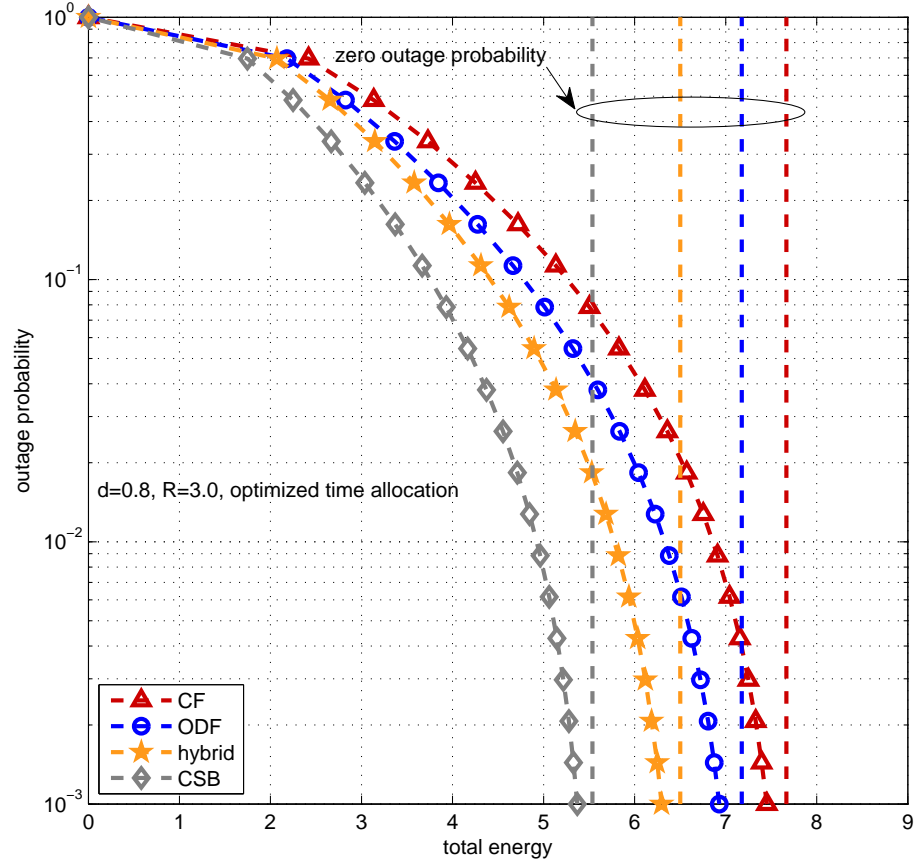 10^0
zero outage probability
10^-1
outage probability
d=0.8, R=3.0, optimized time allocation
10^-2
CF
ODF
hybrid
CSB
10^-3
0 1 2 3 4 5 6 7 8 9
total energy